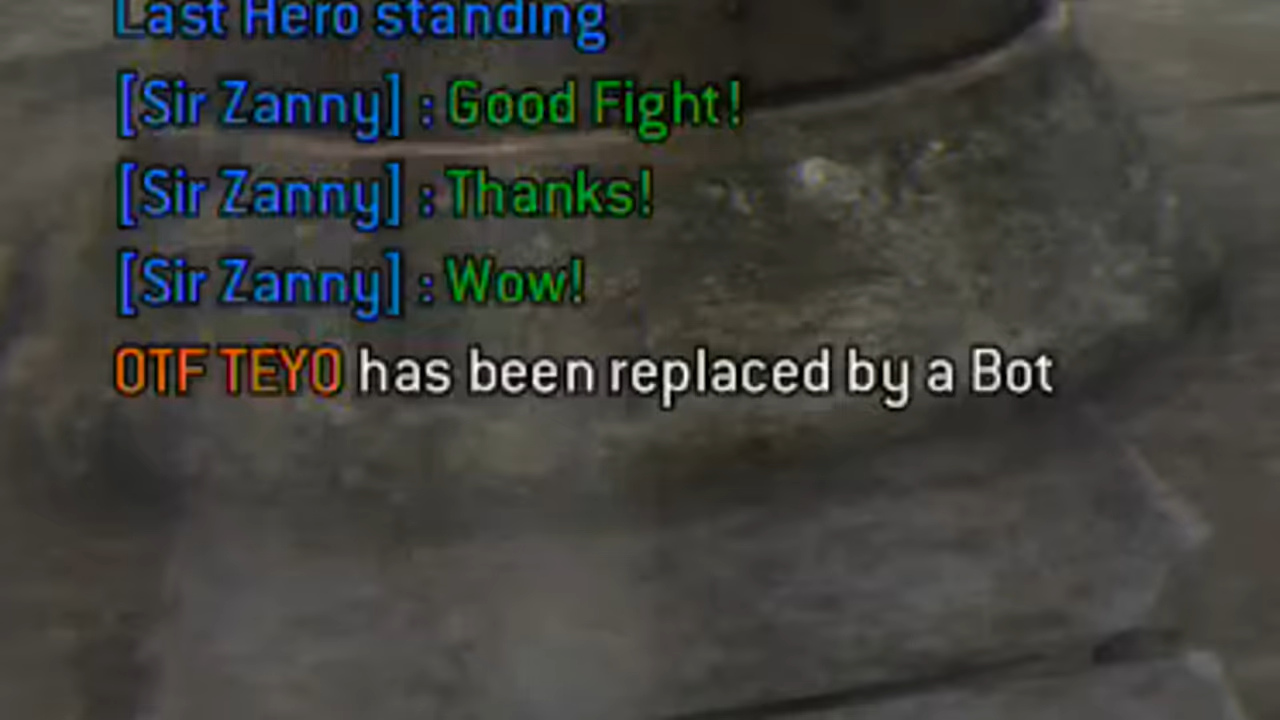 Last Hero standing
[Sir Zanny] : Good Fight!
[Sir Zanny] : Thanks!
[Sir Zanny] : Wow!
OTF TEYO has been replaced by a Bot